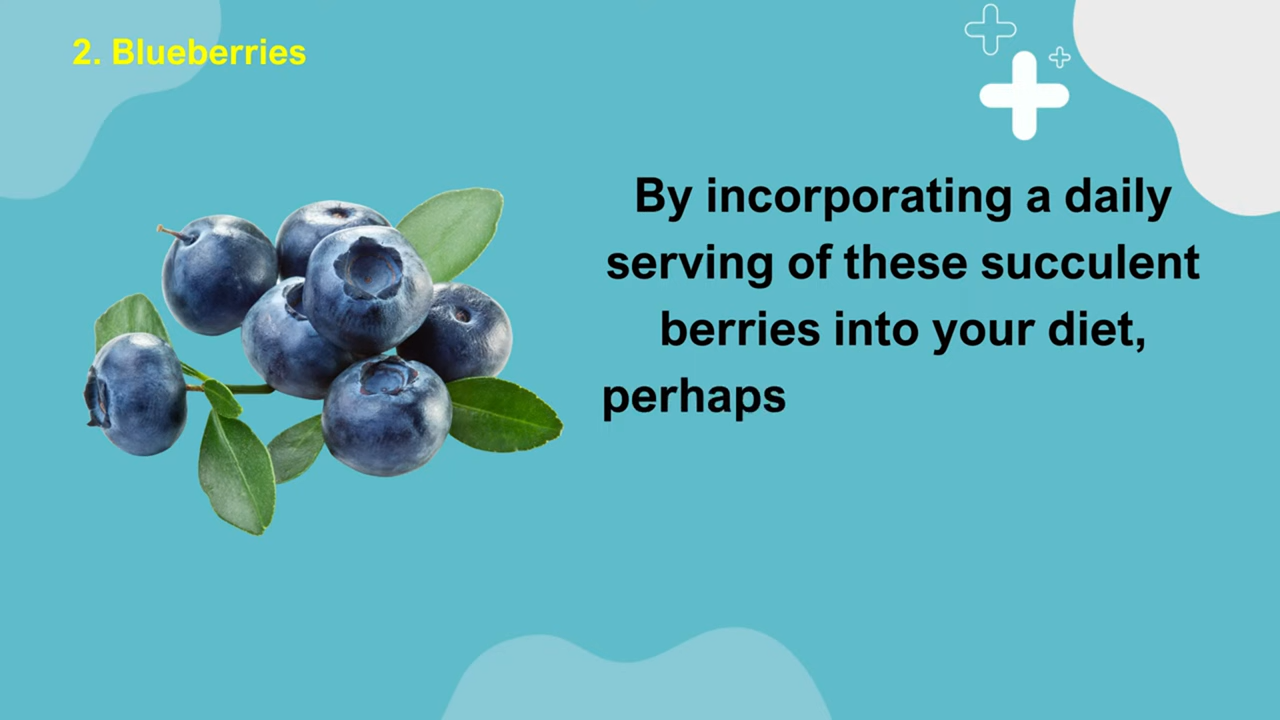 2. Blueberries
By incorporating a daily
serving of these succulent
berries into your diet,
perhaps